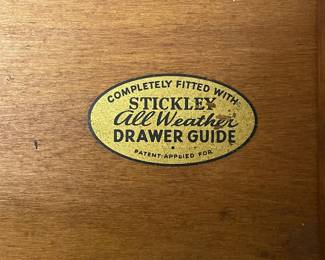 COMPLETELY FITTED WITH
STICKLEY
All Weather
DRAWER GUIDE
PATENT APPLIED FOR